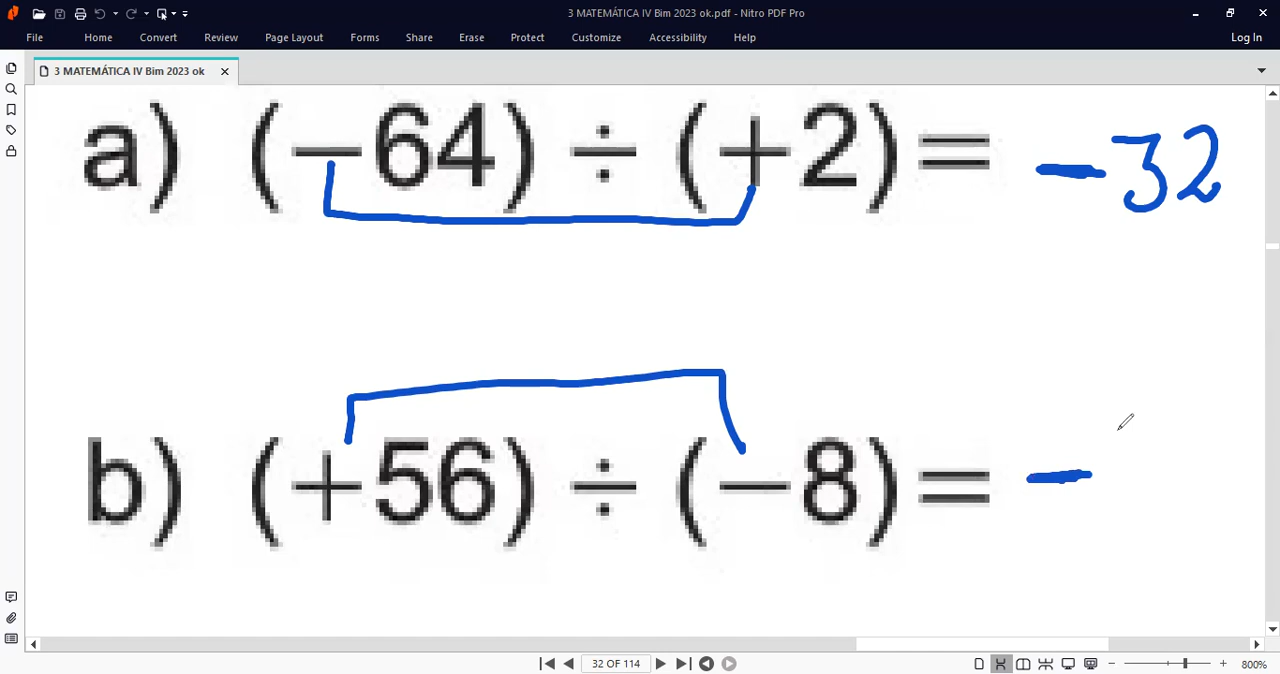 3 MATEMÁTICA IV Bim 2023 ok.pdf - Nitro PDF Pro
File Home Convert Review Page Layout Forms Share Erase Protect Customize Accessibility Help Log In
3 MATEMÁTICA IV Bim 2023 ok
a) (−64) ÷ (+2) = −32
b) (+56) ÷ (−8) = −
32 OF 114
800%